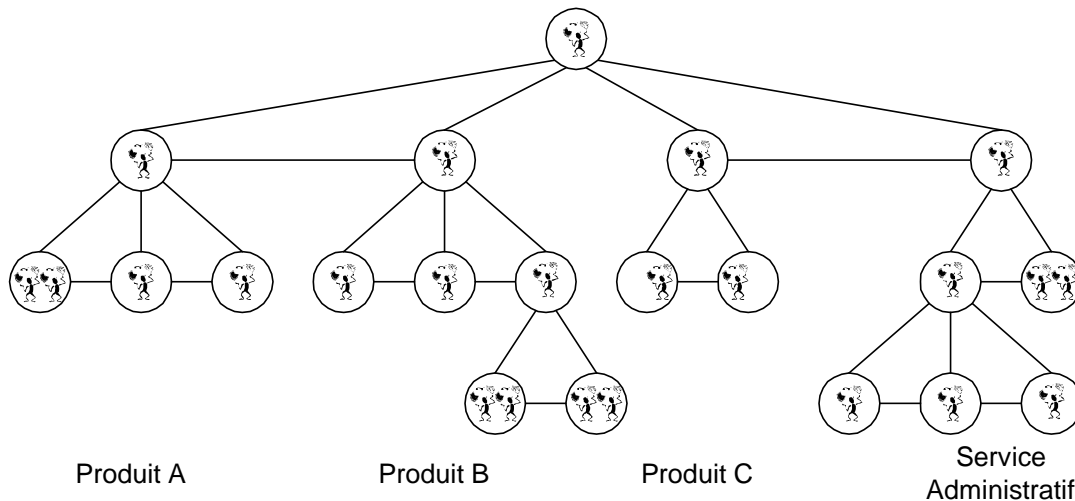 Produit A
Produit B
Produit C
Service
Administratif